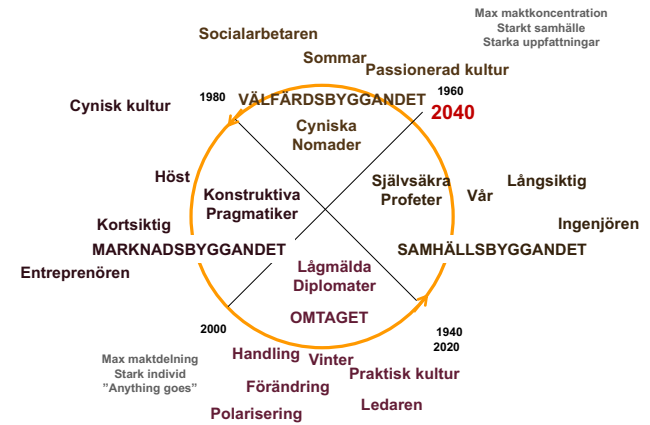 Max maktkoncentration
Starkt samhälle
Starka uppfattningar
Socialarbetaren
Sommar
Passionerad kultur
1980
VÄLFÄRDSBYGGANDET
1960
2040
Cynisk kultur
Cyniska
Nomader
Höst
Konstruktiva
Pragmatiker
Självsäkra
Profeter
Vår
Långsiktig
Kortsiktig
Ingenjören
MARKNADSBYGGANDET
SAMHÄLLSBYGGANDET
Entreprenören
Lågmälda
Diplomater
OMTAGET
2000
1940
2020
Max maktdelning
Stark individ
”Anything goes”
Handling
Vinter
Praktisk kultur
Förändring
Ledaren
Polarisering